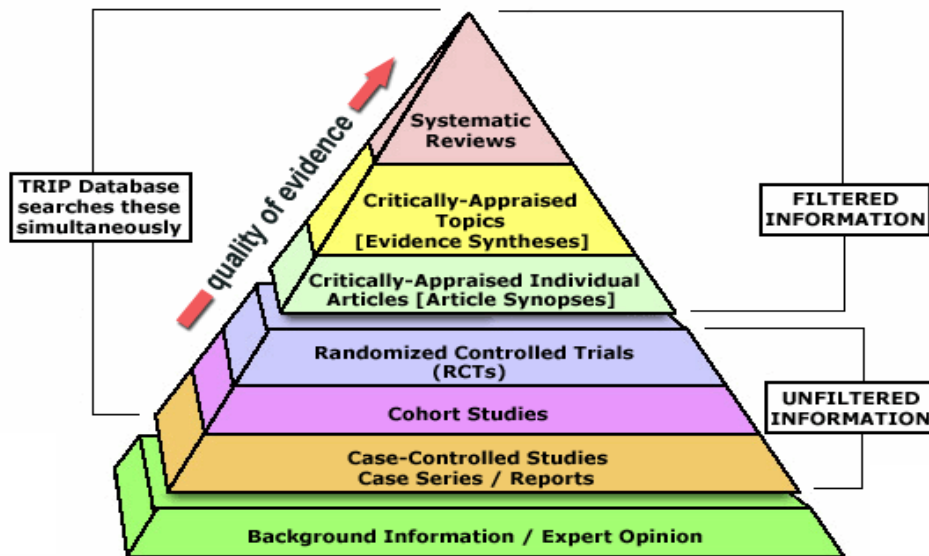 quality of evidence
Systematic
Reviews
TRIP Database
searches these
simultaneously
Critically-Appraised
Topics
[Evidence Syntheses]
FILTERED
INFORMATION
Critically-Appraised Individual
Articles [Article Synopses]
Randomized Controlled Trials
(RCTs)
UNFILTERED
INFORMATION
Cohort Studies
Case-Controlled Studies
Case Series / Reports
Background Information / Expert Opinion